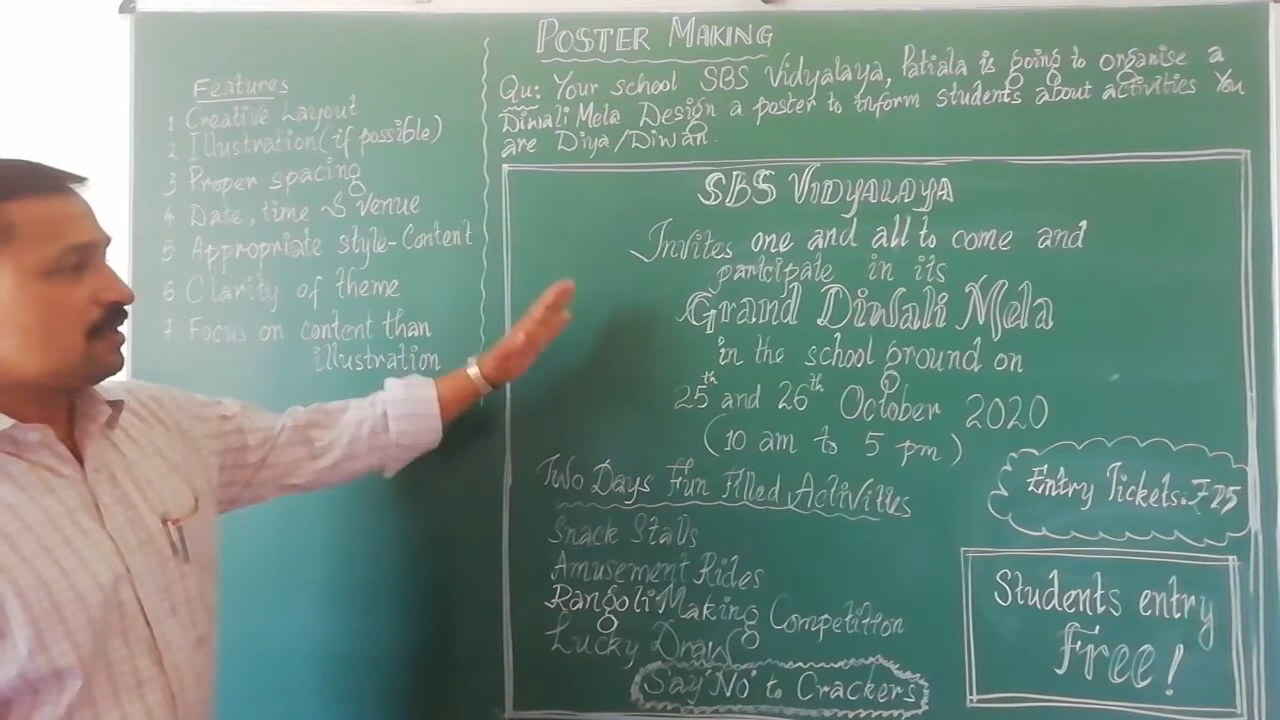 POSTER MAKING
Qu: Your school SBS Vidyalaya, Patiala is going to organise a
Diwali Mela Design a poster to inform students about activities You
are Diya/Diwan.
Features
1 Creative Layout
2 Illustration (if possible)
3 Proper spacing
4 Date, time & venue
5 Appropriate style-Content
6 Clarity of theme
7 Focus on content than
illustration
SBS VIDYALAYA
Invites one and all to come and
participate in its
Grand Diwali Mela
in the school ground on
25th and 26th October 2020
(10 am to 5 pm)
Two Days Fun Filled Activities
Snack Stalls
Amusement Rides
Rangoli Making Competition
Lucky Draw
Say 'No' to Crackers
Entry Tickets: ₹25
Students entry
Free!